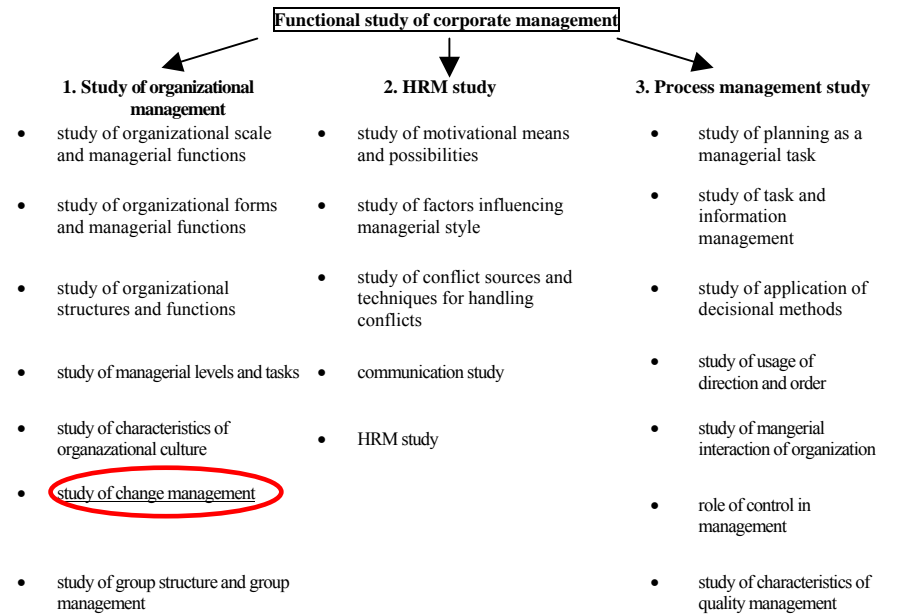 Functional study of corporate management
1. Study of organizational
management
• study of organizational scale
and managerial functions
• study of organizational forms
and managerial functions
• study of organizational
structures and functions
• study of managerial levels and tasks
• study of characteristics of
organazational culture
• study of change management
• study of group structure and group
management
2. HRM study
• study of motivational means
and possibilities
• study of factors influencing
managerial style
• study of conflict sources and
techniques for handling
conflicts
• communication study
• HRM study
3. Process management study
• study of planning as a
managerial task
• study of task and
information
management
• study of application of
decisional methods
• study of usage of
direction and order
• study of mangerial
interaction of organization
• role of control in
management
• study of characteristics of
quality management